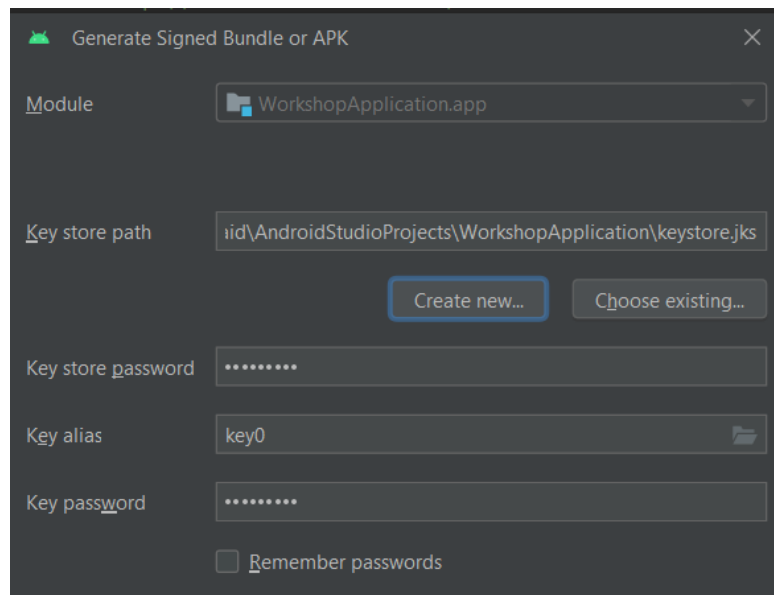 Generate Signed Bundle or APK
Module
WorkshopApplication.app
Key store path
aid\AndroidStudioProjects\WorkshopApplication\keystore.jks
Create new...
Choose existing...
Key store password
•••••••••
Key alias
key0
Key password
•••••••••
Remember passwords